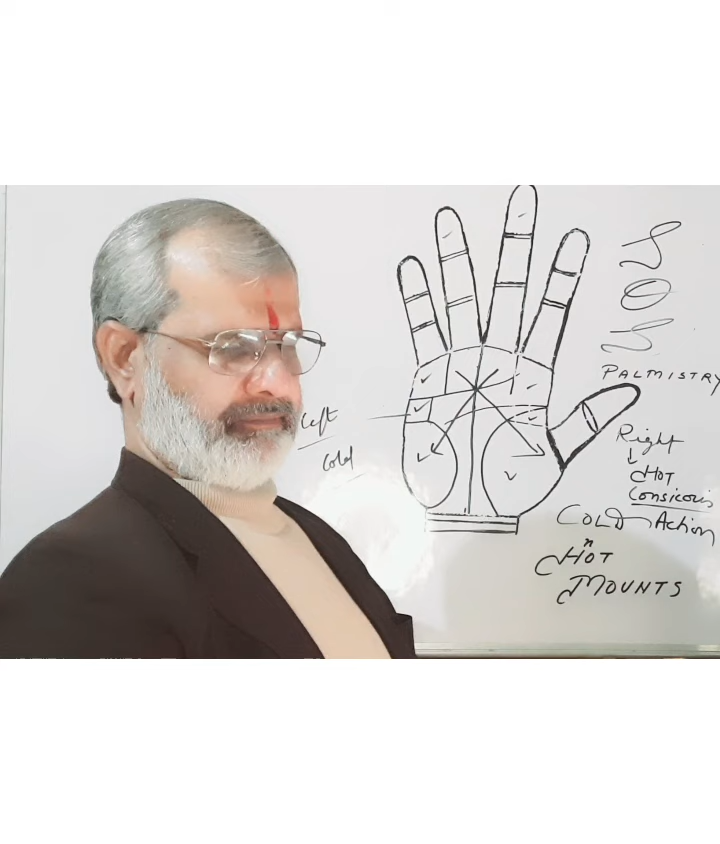 PALMISTRY
Left
Cold
Right
HOT
Consicous
COLD Action
n
HOT
MOUNTS